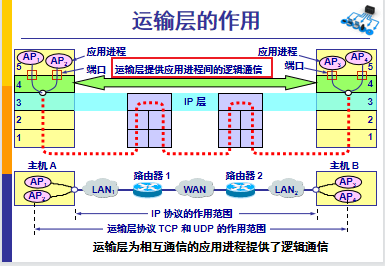 运输层的作用
应用进程
应用进程
AP1
AP2
AP3
AP4
端口
运输层提供应用进程间的逻辑通信
端口
5
4
3
2
1
IP 层
5
4
3
2
1
主机 A
路由器 1
路由器 2
主机 B
AP1
AP2
LAN1
WAN
LAN2
AP3
AP4
IP 协议的作用范围
运输层协议 TCP 和 UDP 的作用范围
运输层为相互通信的应用进程提供了逻辑通信